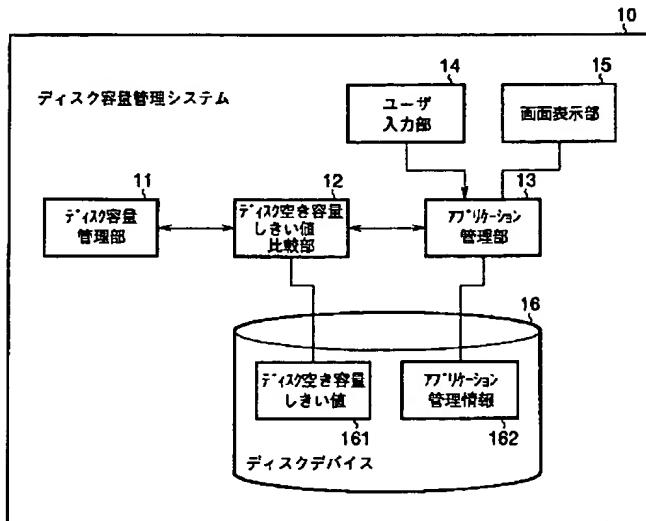 10
ディスク容量管理システム
14
ユーザ
入力部
15
画面表示部
11
ディスク容量
管理部
12
ディスク空き容量
しきい値
比較部
13
アプリケーション
管理部
16
ディスク空き容量
しきい値
161
アプリケーション
管理情報
162
ディスクデバイス